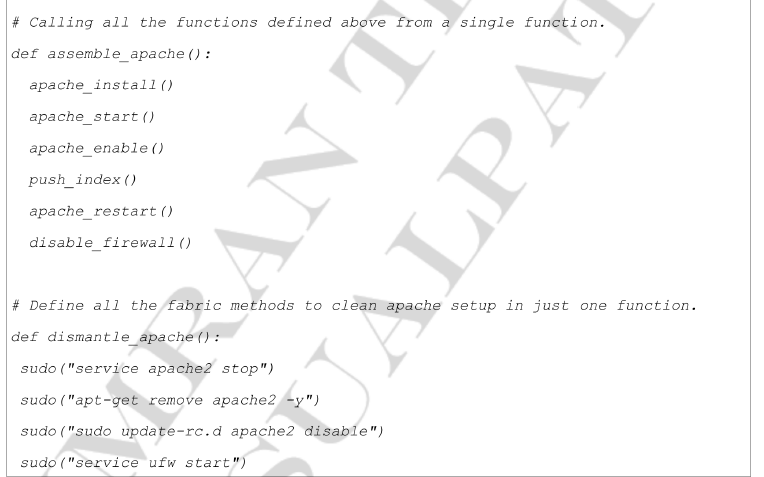 # Calling all the functions defined above from a single function.
def assemble_apache():
  apache_install()
  apache_start()
  apache_enable()
  push_index()
  apache_restart()
  disable_firewall()

# Define all the fabric methods to clean apache setup in just one function.
def dismantle_apache():
 sudo("service apache2 stop")
 sudo("apt-get remove apache2 -y")
 sudo("sudo update-rc.d apache2 disable")
 sudo("service ufw start")